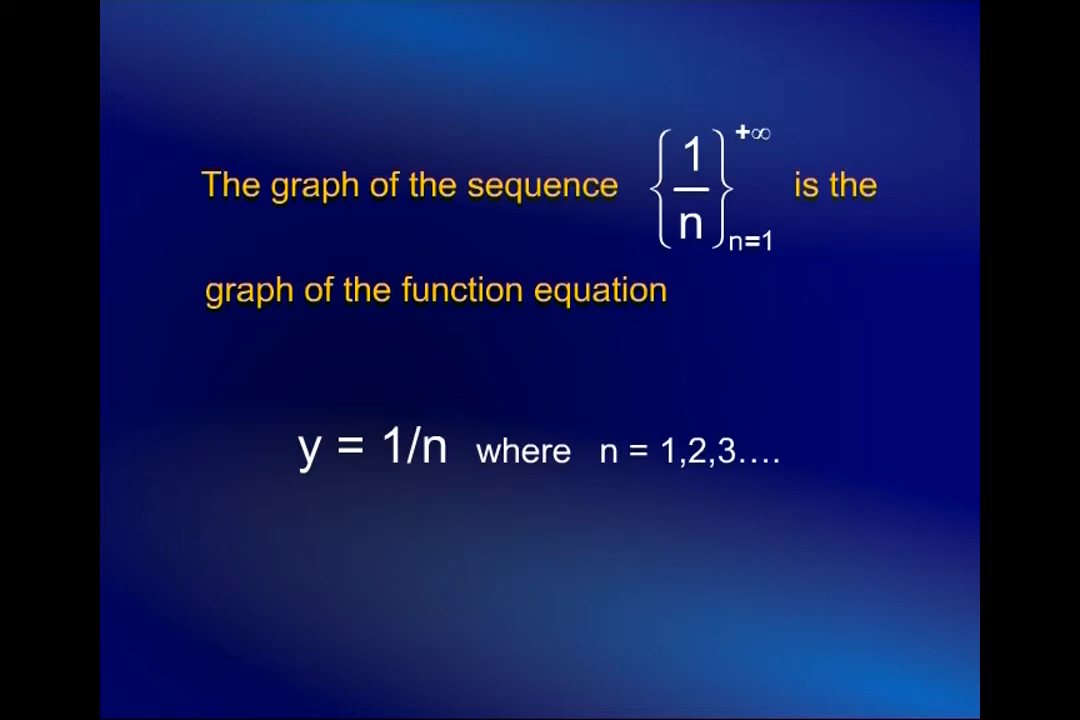 The graph of the sequence {1/n}_{n=1}^{+∞} is the
graph of the function equation
y = 1/n where n = 1,2,3....